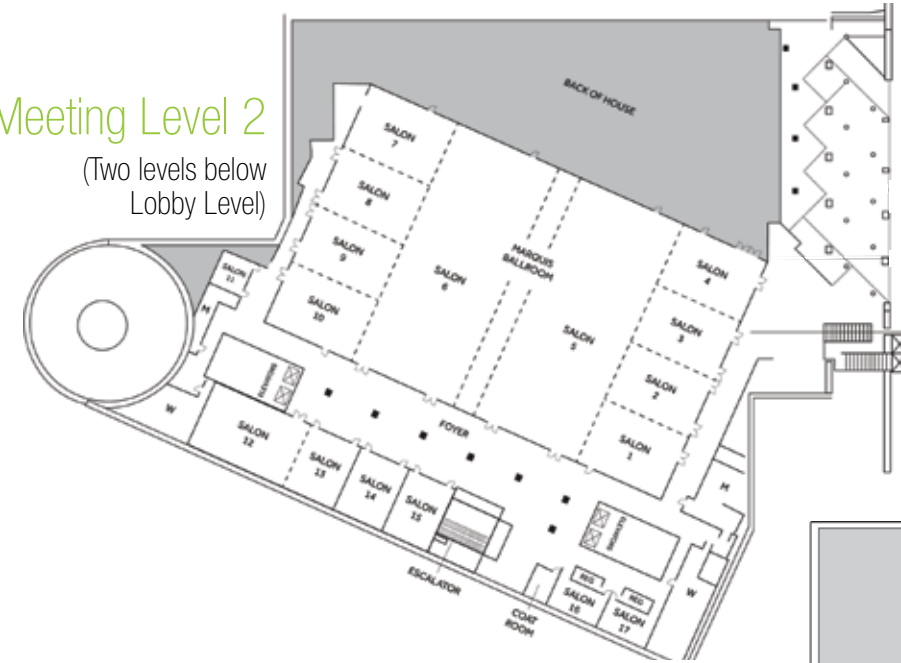 Meeting Level 2
(Two levels below
Lobby Level)
BACK OF HOUSE
SALON
7
SALON
8
SALON
9
SALON
10
SALON
11
M
W
ELEVATORS
SALON
12
SALON
13
SALON
14
SALON
15
ESCALATOR
SALON
6
MARQUIS
BALLROOM
SALON
5
FOYER
SALON
4
SALON
3
SALON
2
SALON
1
ELEVATORS
M
W
REG
SALON
16
REG
SALON
17
COAT
ROOM